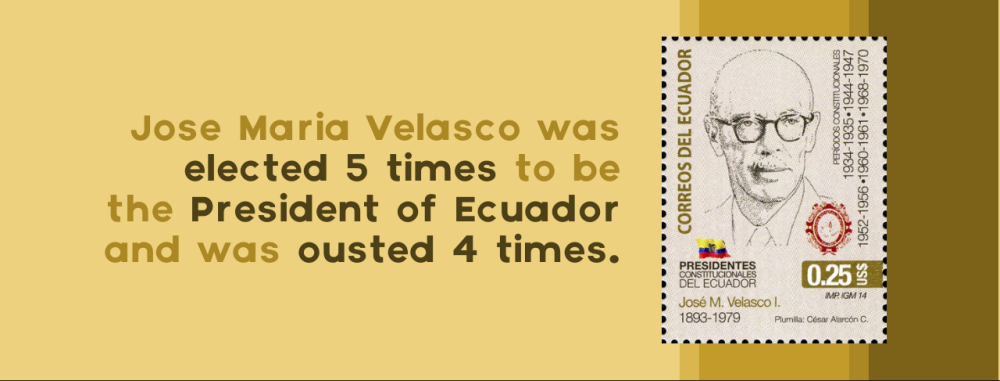 Jose Maria Velasco was
elected 5 times to be
the President of Ecuador
and was ousted 4 times.
CORREOS DEL ECUADOR
PERÍODOS CONSTITUCIONALES
1934-1935•1944-1947
1952-1956•1960-1961•1968-1970
PRESIDENTES
CONSTITUCIONALES
DEL ECUADOR
0.25 US$
IMP. IGM 14
José M. Velasco I.
1893-1979
Plumilla: César Alarcón C.